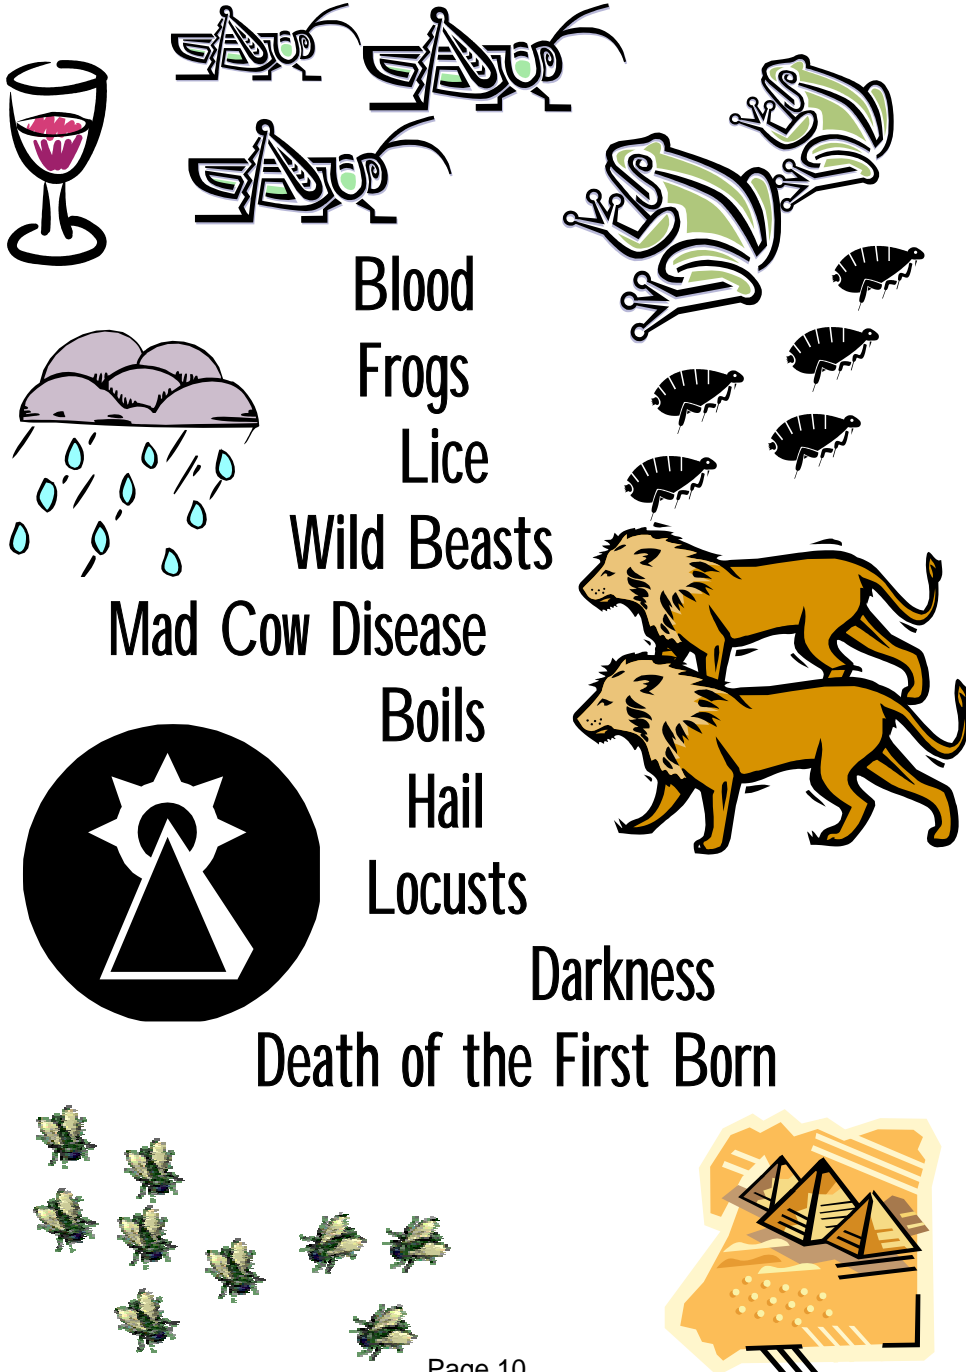 Blood
Frogs
Lice
Wild Beasts
Mad Cow Disease
Boils
Hail
Locusts
Darkness
Death of the First Born
Page 10